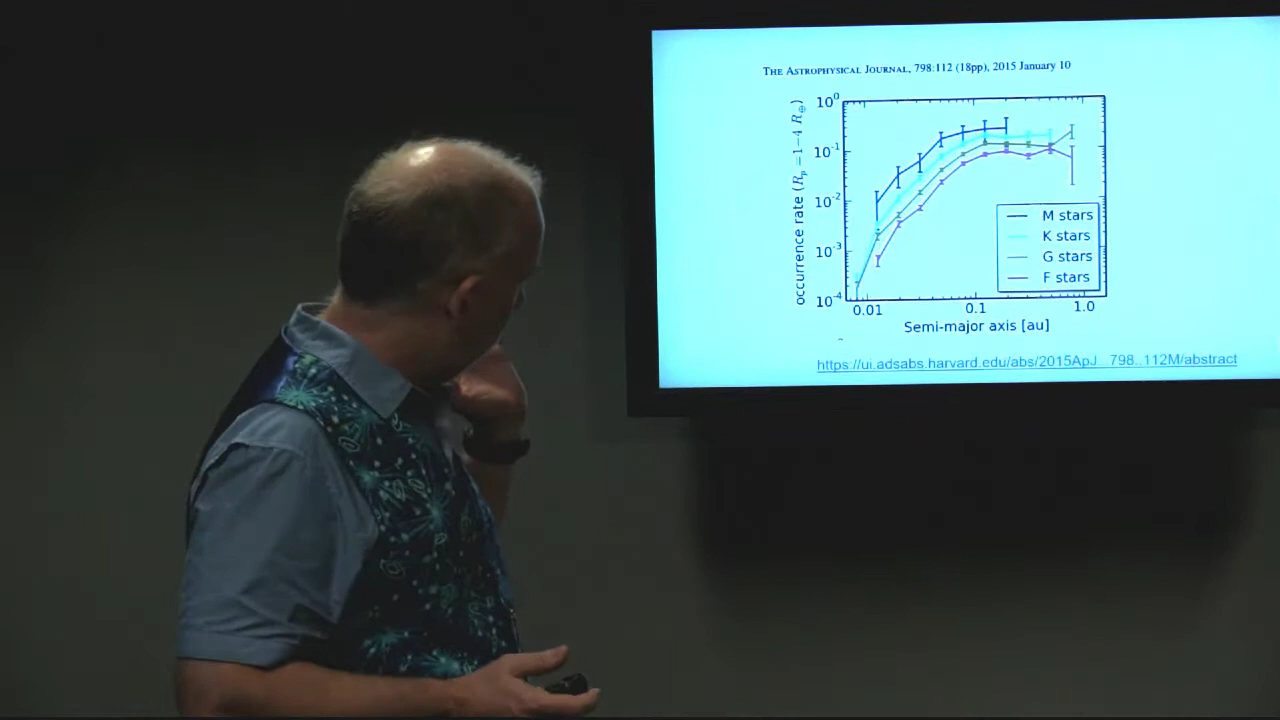 THE ASTROPHYSICAL JOURNAL, 798:112 (18pp), 2015 January 10
occurrence rate (Rp = 1−4 R⊕)
10^0
10^-1
10^-2
10^-3
10^-4
M stars
K stars
G stars
F stars
0.01 0.1 1.0
Semi-major axis [au]
https://ui.adsabs.harvard.edu/abs/2015ApJ...798..112M/abstract